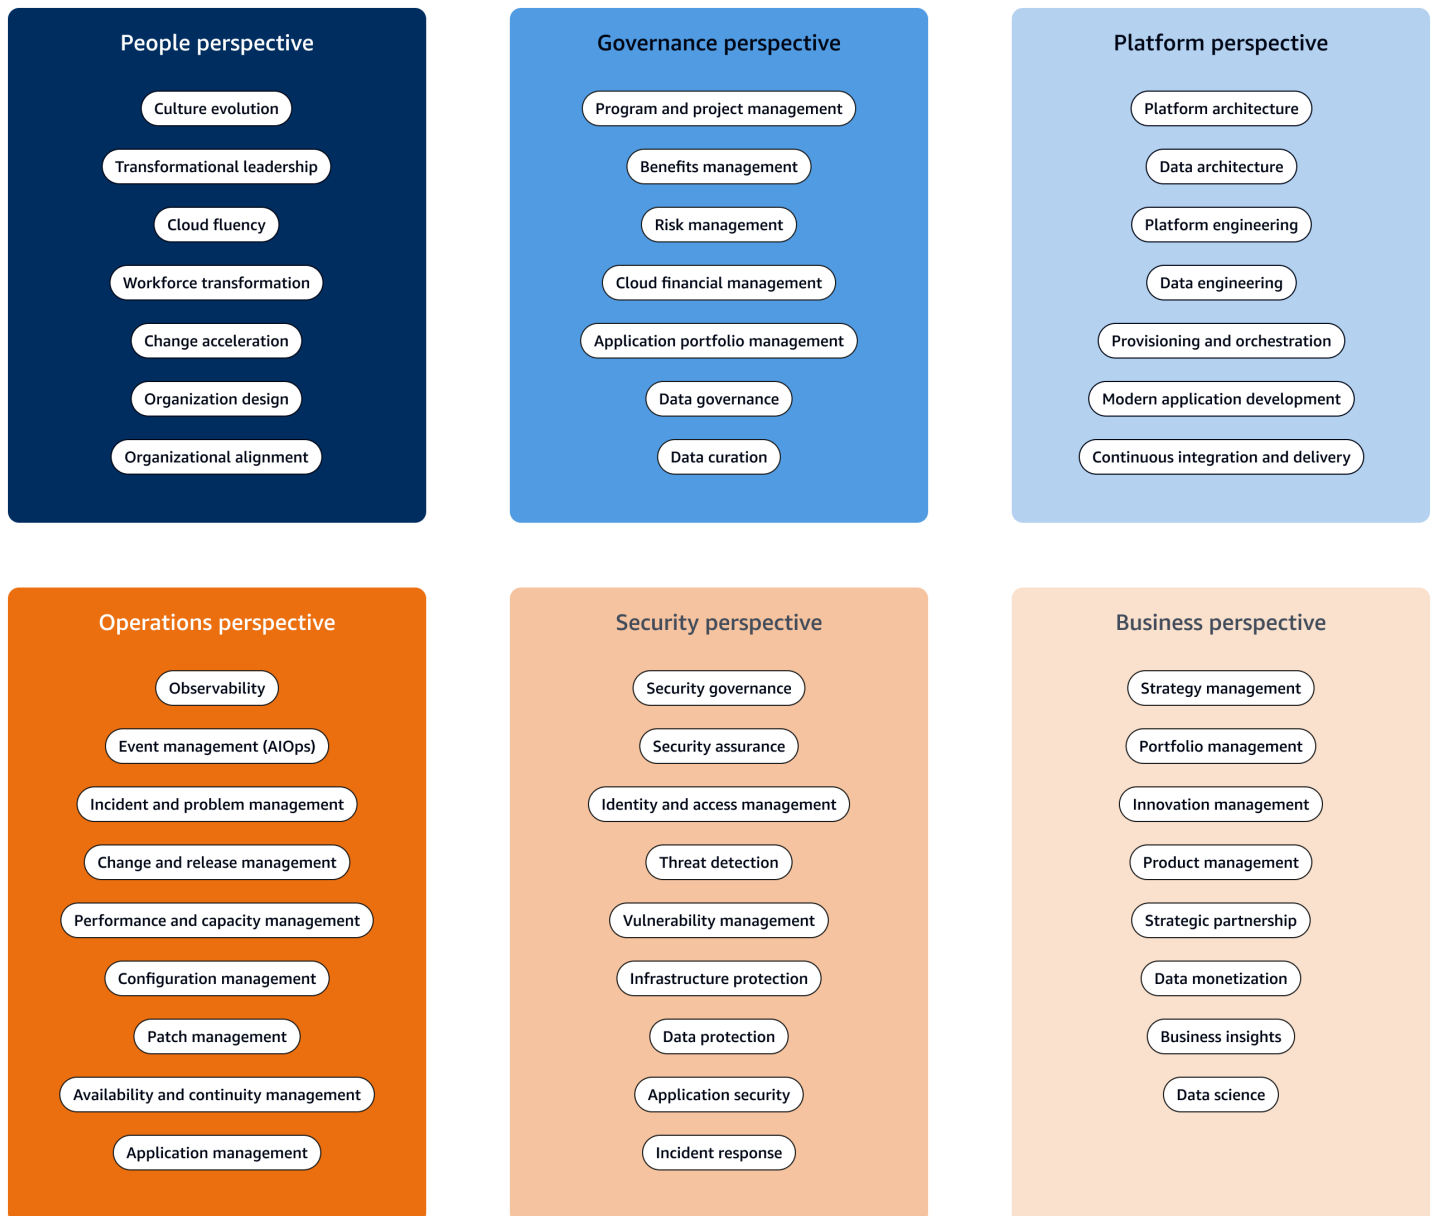 People perspective
Culture evolution
Transformational leadership
Cloud fluency
Workforce transformation
Change acceleration
Organization design
Organizational alignment
Governance perspective
Program and project management
Benefits management
Risk management
Cloud financial management
Application portfolio management
Data governance
Data curation
Platform perspective
Platform architecture
Data architecture
Platform engineering
Data engineering
Provisioning and orchestration
Modern application development
Continuous integration and delivery
Operations perspective
Observability
Event management (AIOps)
Incident and problem management
Change and release management
Performance and capacity management
Configuration management
Patch management
Availability and continuity management
Application management
Security perspective
Security governance
Security assurance
Identity and access management
Threat detection
Vulnerability management
Infrastructure protection
Data protection
Application security
Incident response
Business perspective
Strategy management
Portfolio management
Innovation management
Product management
Strategic partnership
Data monetization
Business insights
Data science